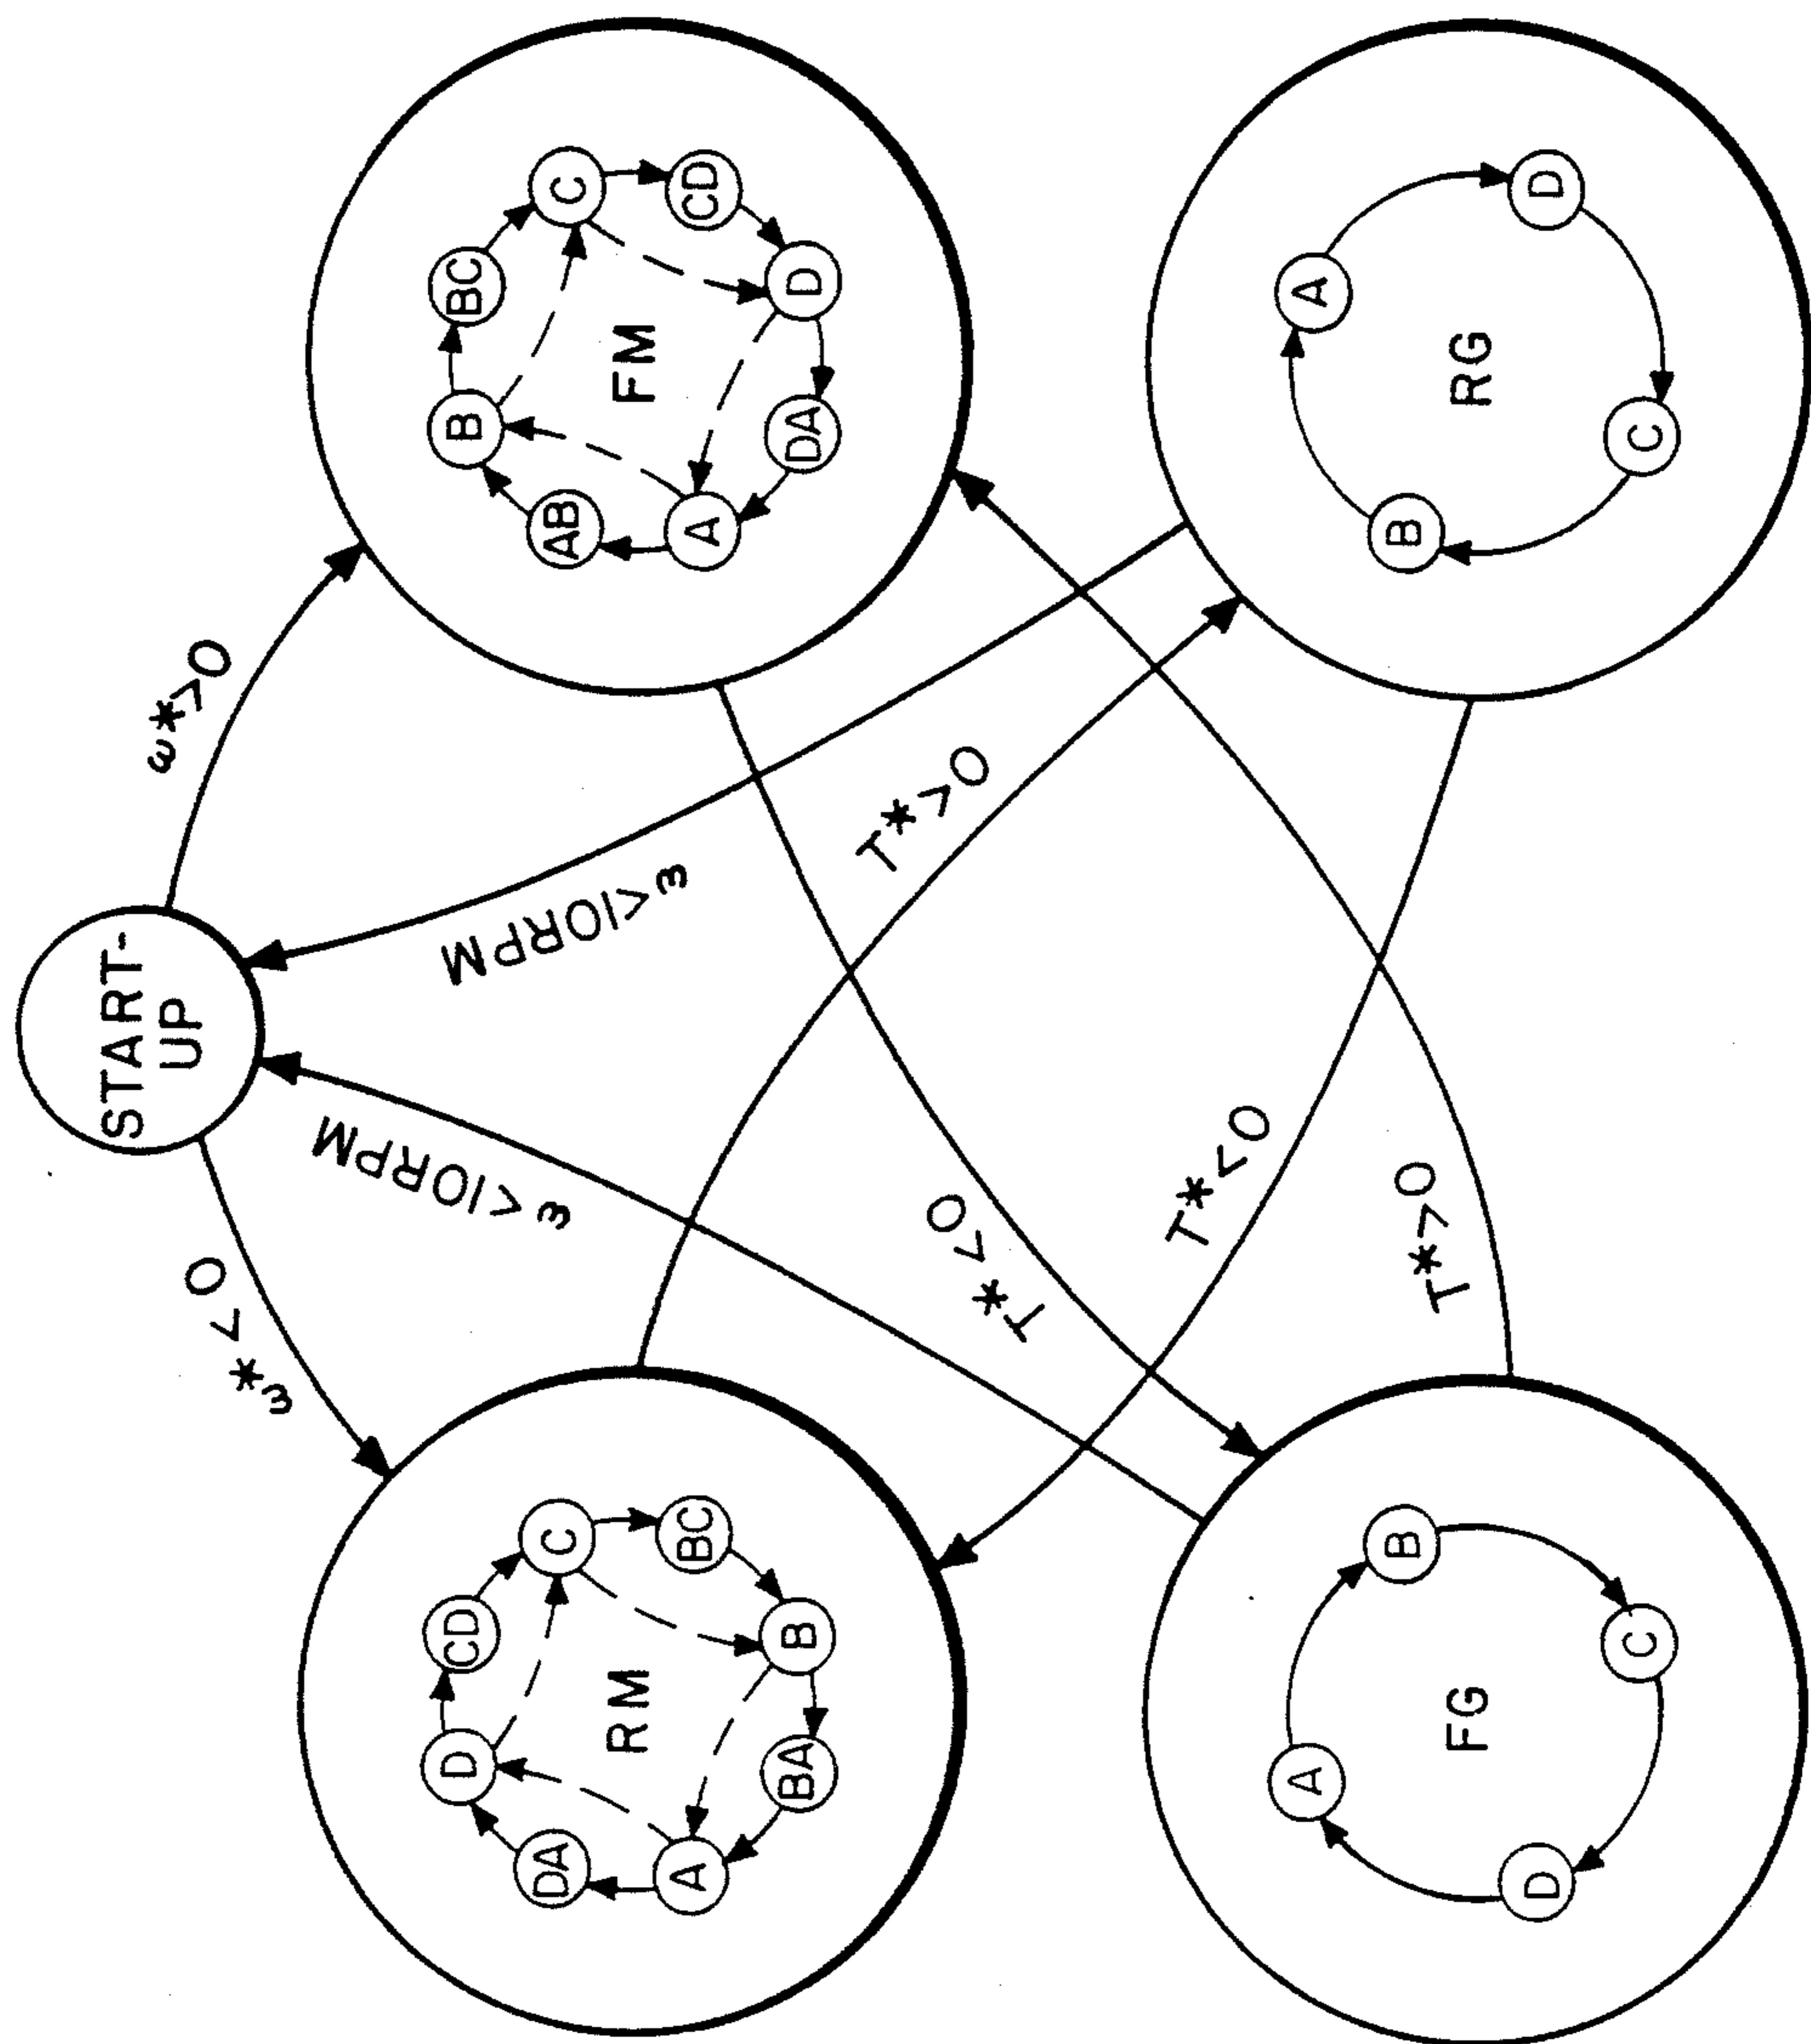 START-
UP
ω*<0
ω*>0
ω<10RPM
ω<10RPM
D
CD
C
DA
RM
BC
A
BA
B
B
BC
C
AB
FM
CD
A
DA
D
T*>0
T*<0
T*<0
T*>0
A
B
FG
D
C
A
B
RG
D
C